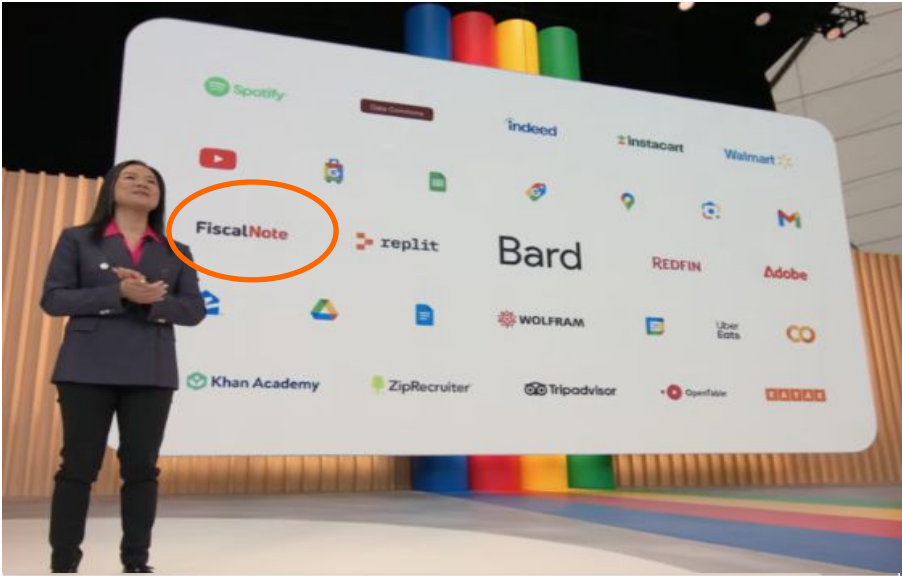 Spotify
Data Commons
indeed
instacart
Walmart
FiscalNote
replit
Bard
REDFIN
Adobe
WOLFRAM
Uber
Eats
Khan Academy
ZipRecruiter
Tripadvisor
OpenTable
KAYAK